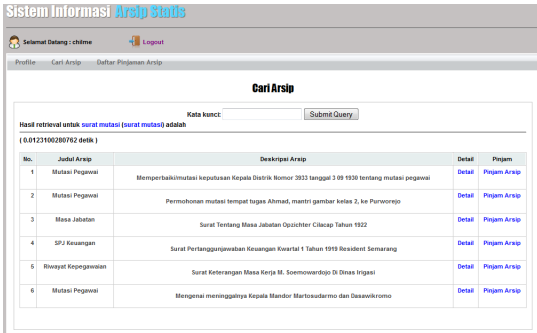 Sistem Informasi Arsip Statis
Selamat Datang : chilme Logout
Profile Cari Arsip Daftar Pinjaman Arsip
Cari Arsip
Kata kunci: Submit Query
Hasil retrieval untuk surat mutasi (surat mutasi) adalah
( 0.0123100280762 detik )
No. Judul Arsip Deskripsi Arsip Detail Pinjam
1 Mutasi Pegawai Memperbaiki/mutasi keputusan Kepala Distrik Nomor 3933 tanggal 3 09 1930 tentang mutasi pegawai Detail Pinjam Arsip
2 Mutasi Pegawai Permohonan mutasi tempat tugas Ahmad, mantri gambar kelas 2, ke Purworejo Detail Pinjam Arsip
3 Masa Jabatan Surat Tentang Masa Jabatan Opzichter Cilacap Tahun 1922 Detail Pinjam Arsip
4 SPJ Keuangan Surat Pertanggunjawaban Keuangan Kwartal 1 Tahun 1919 Resident Semarang Detail Pinjam Arsip
5 Riwayat Kepegawaian Surat Keterangan Masa Kerja M. Soemowardojo Di Dinas Irigasi Detail Pinjam Arsip
6 Mutasi Pegawai Mengenai meninggalnya Kepala Mandor Martosudarmo dan Dasawikromo Detail Pinjam Arsip